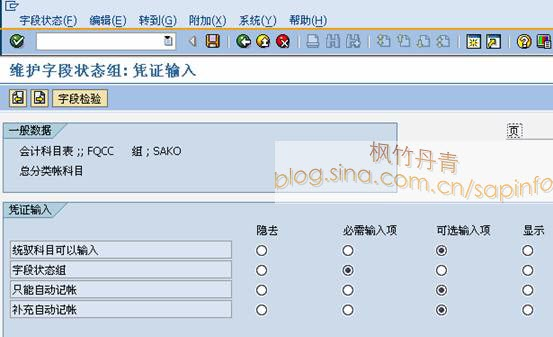 字段状态(F) 编辑(E) 转到(G) 附加(X) 系统(Y) 帮助(H)
维护字段状态组: 凭证输入
字段检验
一般数据
页
会计科目表 ;; FQCC 组 ; SAKO
总分类帐科目
枫竹丹青
blog.sina.com.cn/sapinfo
凭证输入
隐去 必需输入项 可选输入项 显示
统驭科目可以输入
字段状态组
只能自动记帐
补充自动记帐